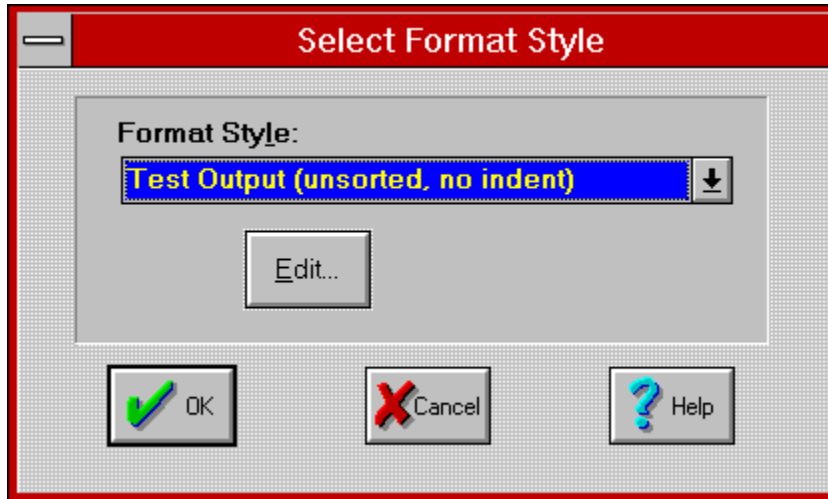 Select Format Style
Format Style:
Test Output (unsorted, no indent)
Edit...
OK
Cancel
Help